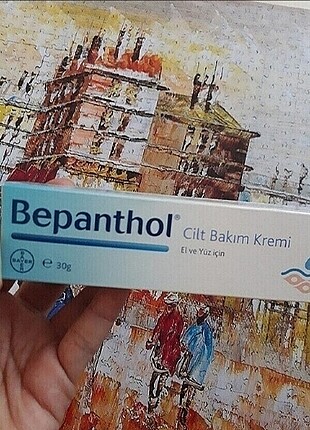 Bepanthol® Cilt Bakım Kremi
El ve Yüz için
BAYER e 30g